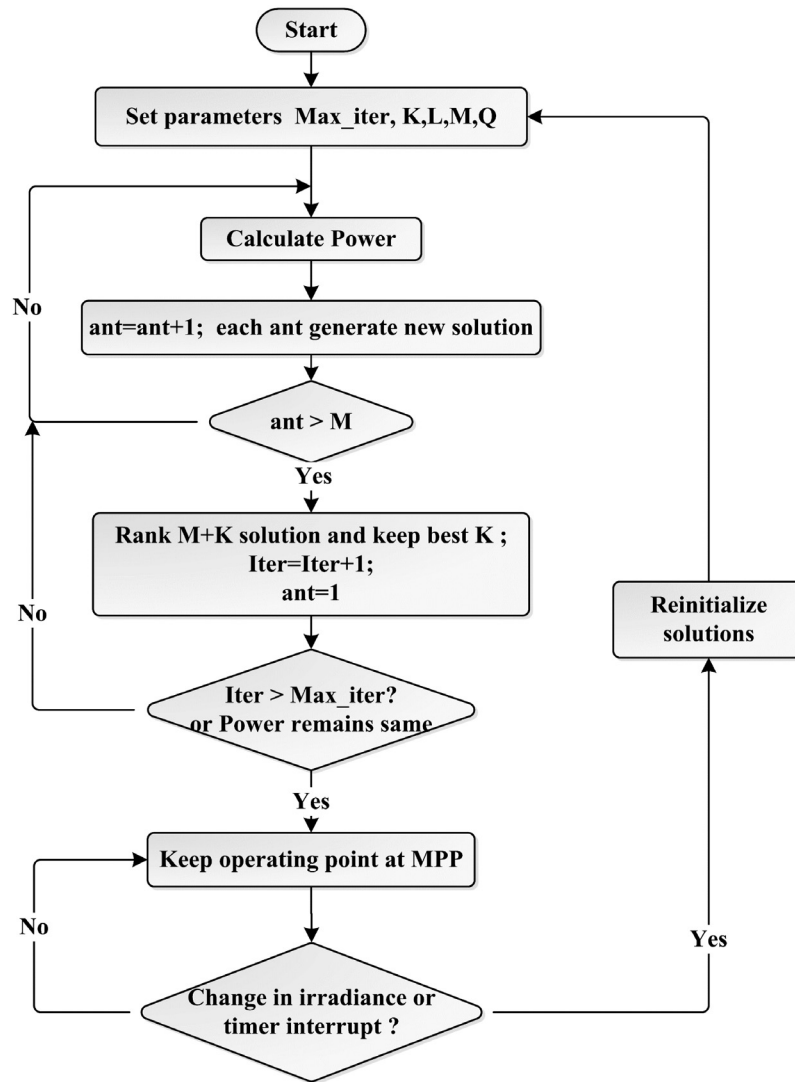 Start
Set parameters  Max_iter, K,L,M,Q
Calculate Power
No
ant=ant+1;  each ant generate new solution
ant > M
Yes
Rank M+K solution and keep best K ;
Iter=Iter+1;
ant=1
No
Reinitialize
solutions
Iter > Max_iter?
or Power remains same
Yes
Keep operating point at MPP
No
Yes
Change in irradiance or
timer interrupt ?